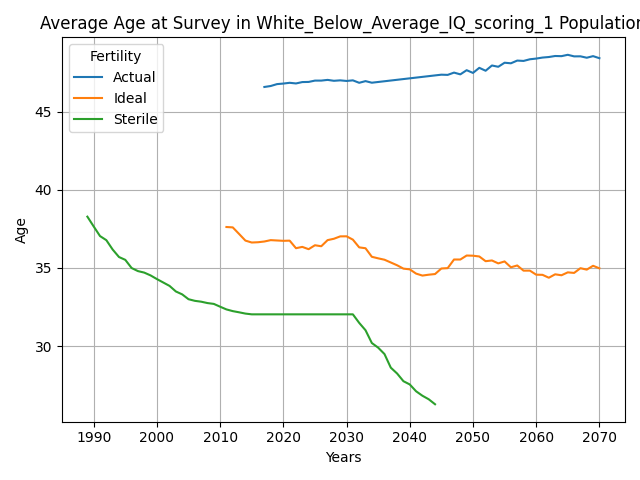 Average Age at Survey in White_Below_Average_IQ_scoring_1 Population
Fertility
Actual
Ideal
Sterile
45
40
35
30
Age
1990 2000 2010 2020 2030 2040 2050 2060 2070
Years